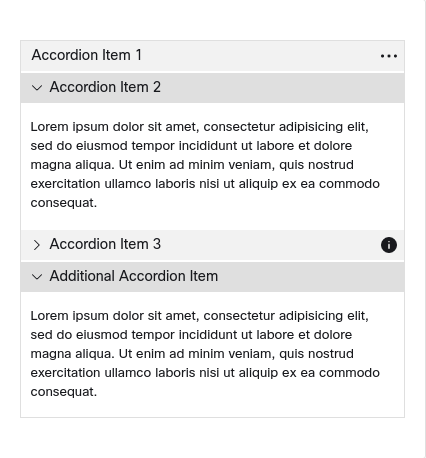 Accordion Item 1
Accordion Item 2
Lorem ipsum dolor sit amet, consectetur adipisicing elit,
sed do eiusmod tempor incididunt ut labore et dolore
magna aliqua. Ut enim ad minim veniam, quis nostrud
exercitation ullamco laboris nisi ut aliquip ex ea commodo
consequat.
Accordion Item 3
Additional Accordion Item
Lorem ipsum dolor sit amet, consectetur adipisicing elit,
sed do eiusmod tempor incididunt ut labore et dolore
magna aliqua. Ut enim ad minim veniam, quis nostrud
exercitation ullamco laboris nisi ut aliquip ex ea commodo
consequat.